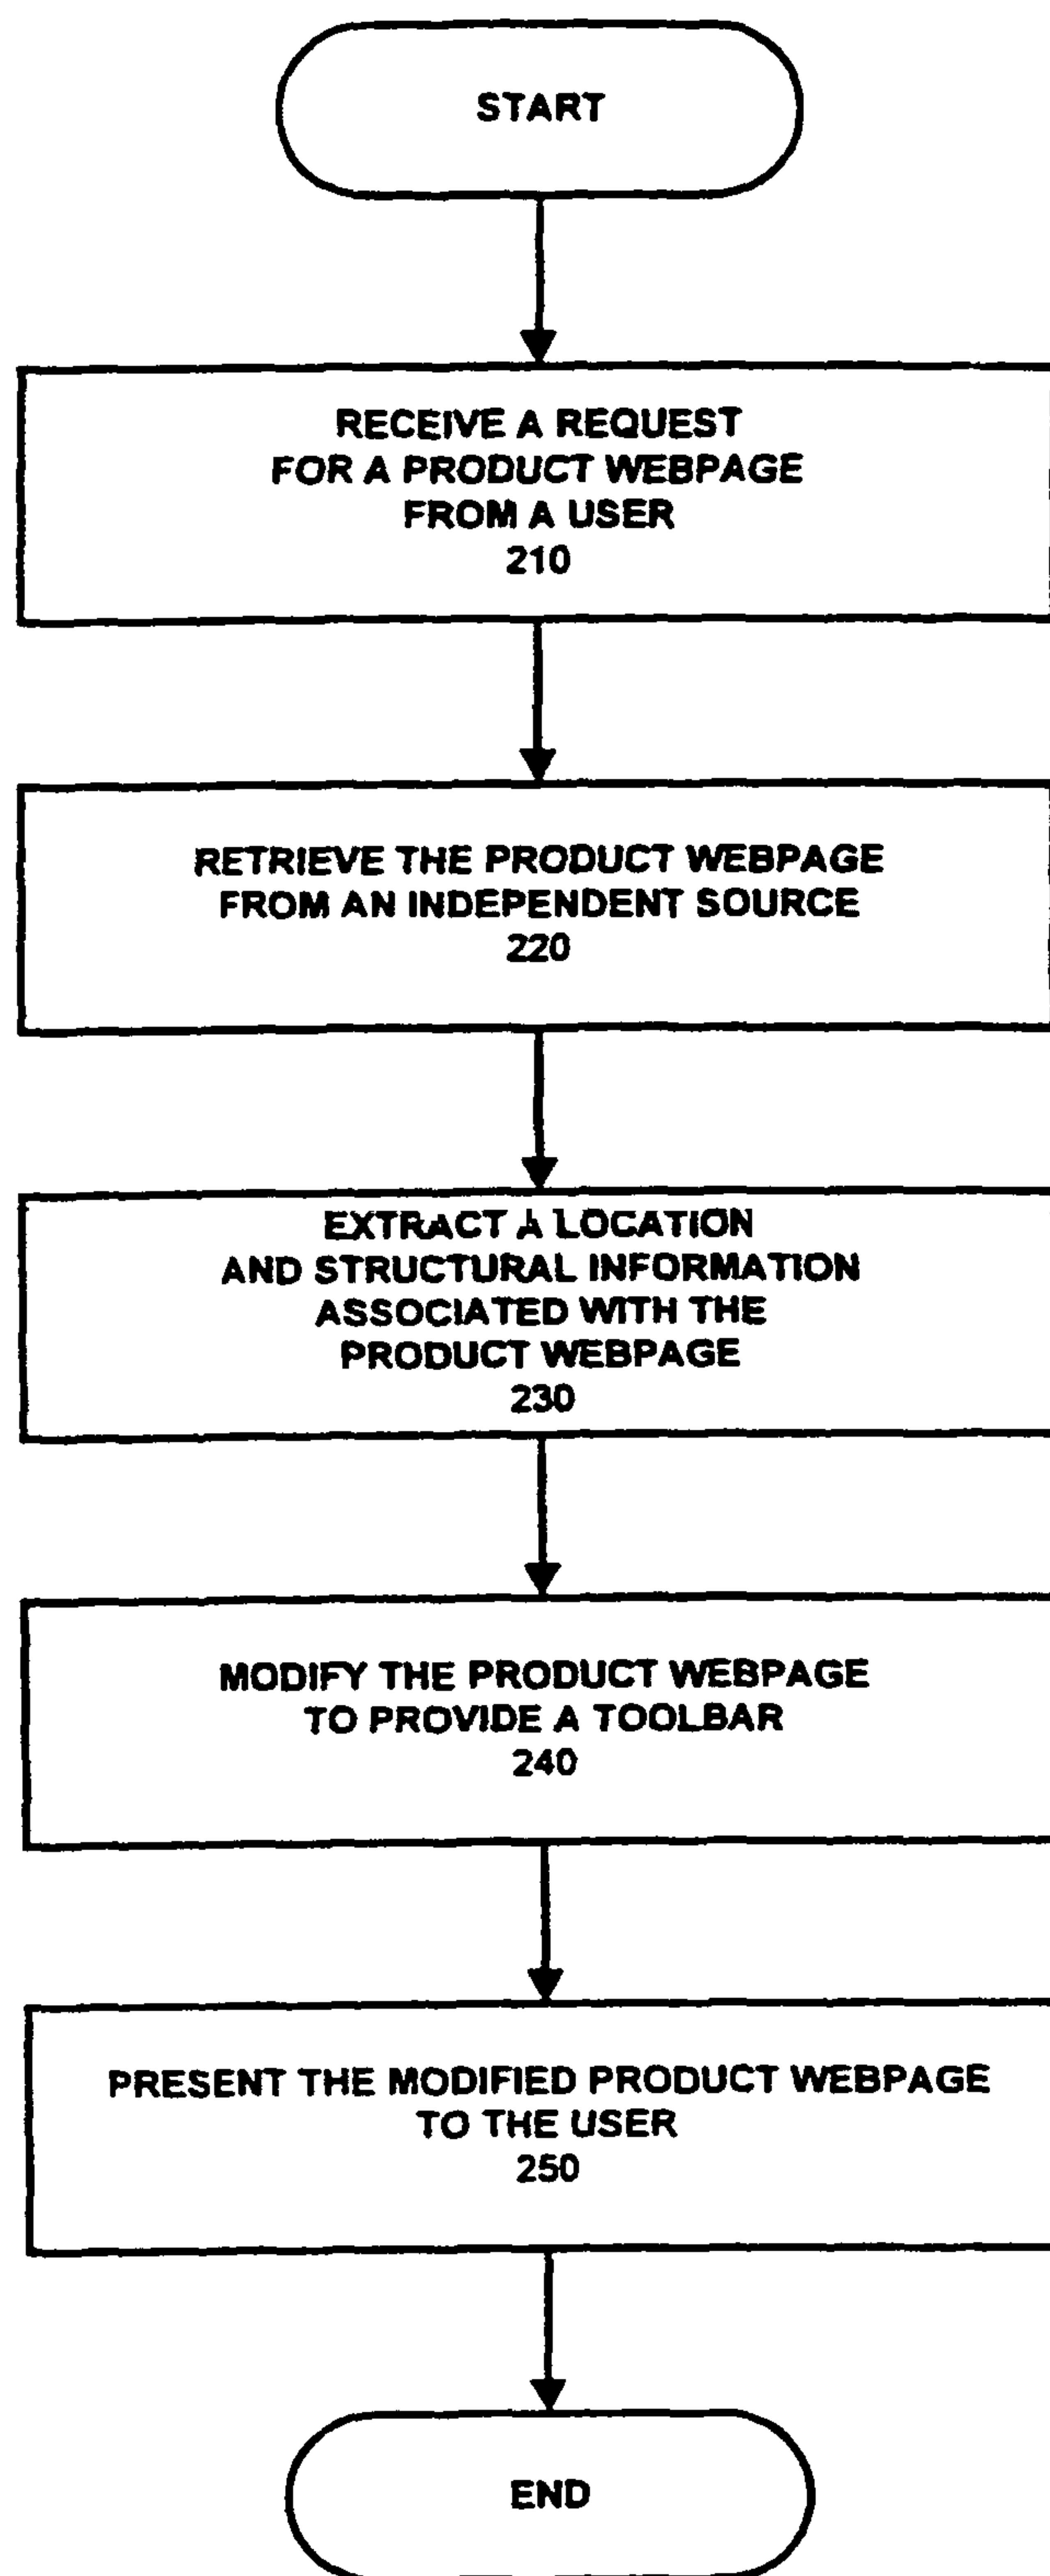 START
RECEIVE A REQUEST
FOR A PRODUCT WEBPAGE
FROM A USER
210
RETRIEVE THE PRODUCT WEBPAGE
FROM AN INDEPENDENT SOURCE
220
EXTRACT A LOCATION
AND STRUCTURAL INFORMATION
ASSOCIATED WITH THE
PRODUCT WEBPAGE
230
MODIFY THE PRODUCT WEBPAGE
TO PROVIDE A TOOLBAR
240
PRESENT THE MODIFIED PRODUCT WEBPAGE
TO THE USER
250
END